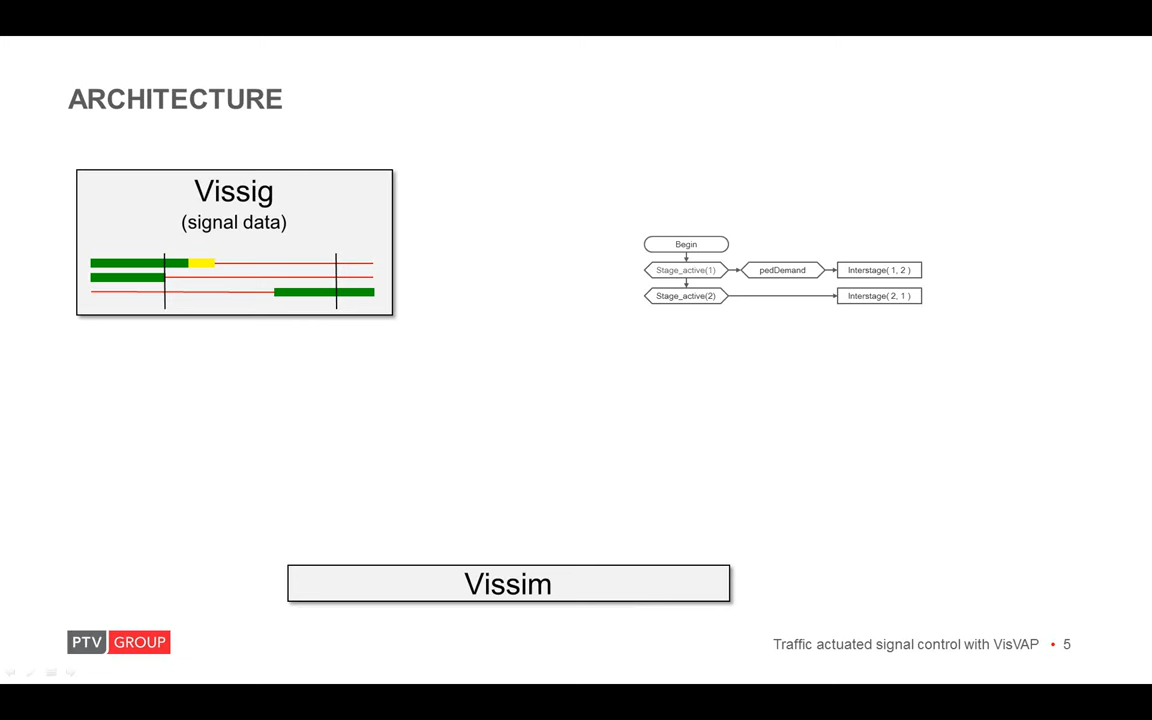 ARCHITECTURE
Vissig
(signal data)
Begin
Stage_active(1)
pedDemand
Interstage( 1, 2 )
Stage_active(2)
Interstage( 2, 1 )
Vissim
PTV GROUP
Traffic actuated signal control with VisVAP • 5